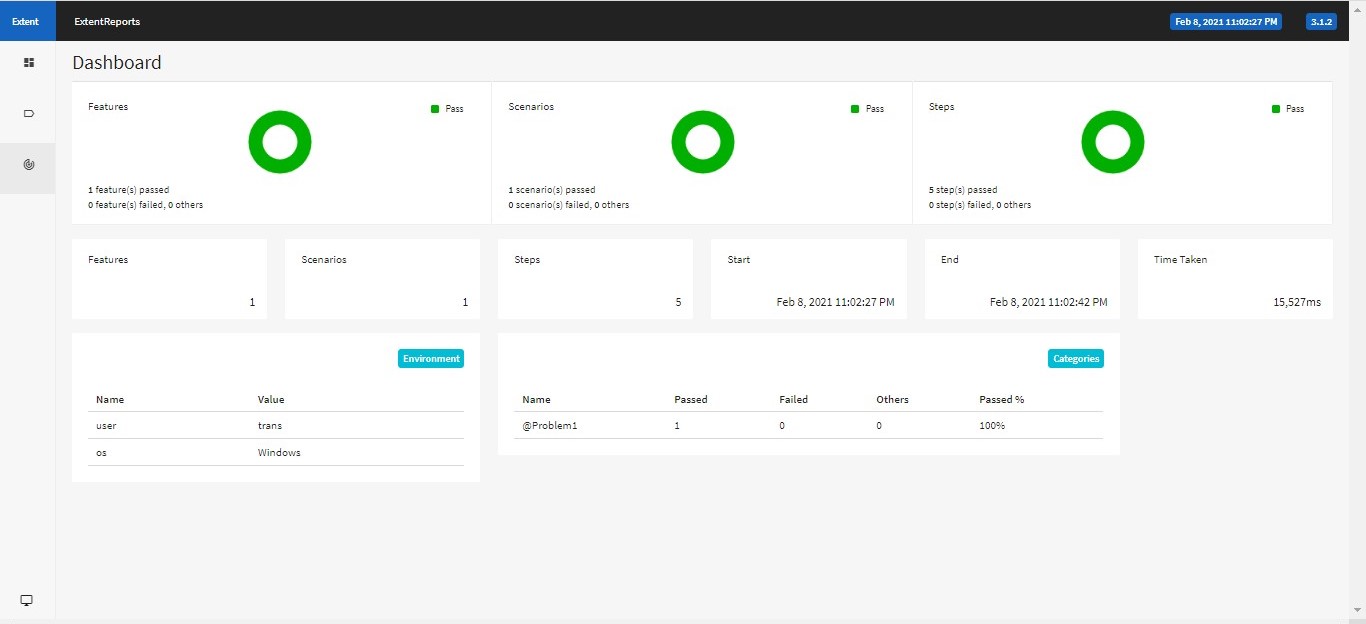 Extent ExtentReports Feb 8, 2021 11:02:27 PM 3.1.2
Dashboard
Features Pass
1 feature(s) passed
0 feature(s) failed, 0 others
Scenarios Pass
1 scenario(s) passed
0 scenario(s) failed, 0 others
Steps Pass
5 step(s) passed
0 step(s) failed, 0 others
Features
1
Scenarios
1
Steps
5
Start
Feb 8, 2021 11:02:27 PM
End
Feb 8, 2021 11:02:42 PM
Time Taken
15,527ms
Environment
Name Value
user trans
os Windows
Categories
Name Passed Failed Others Passed %
@Problem1 1 0 0 100%